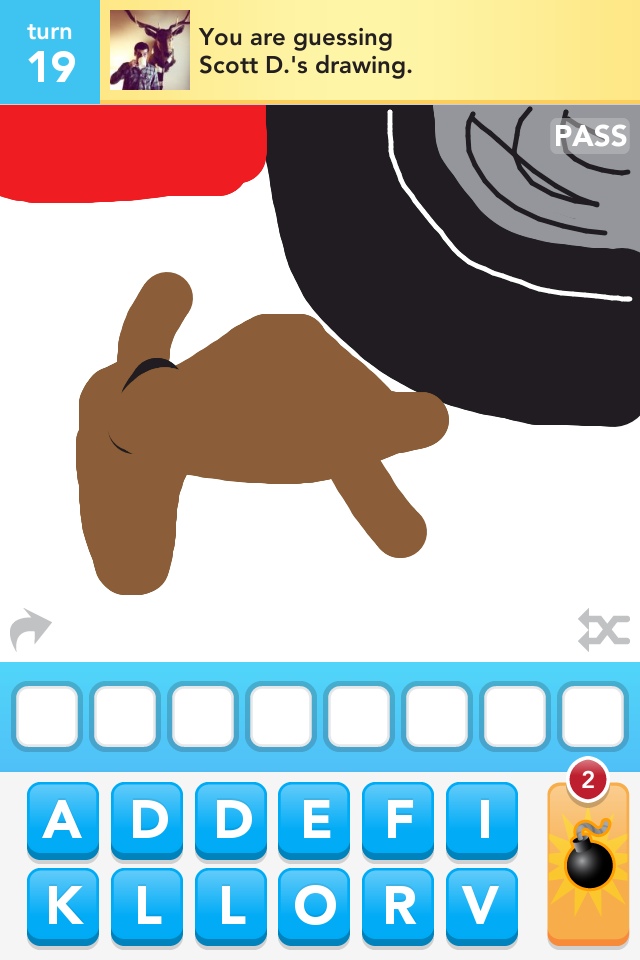 turn
19
You are guessing
Scott D.'s drawing.
PASS
2
A D D E F I
K L L O R V